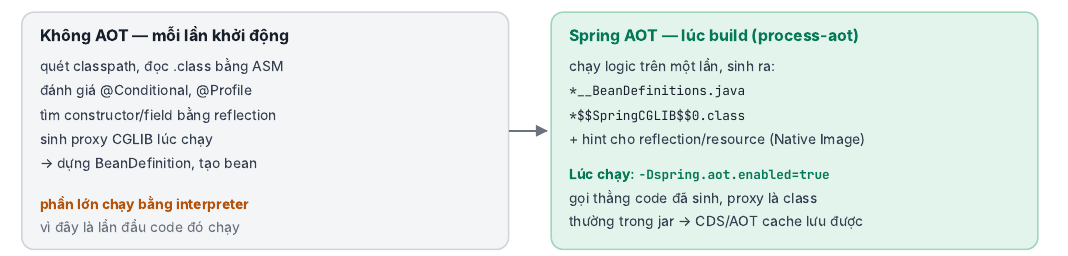 Không AOT — mỗi lần khởi động
quét classpath, đọc .class bằng ASM
đánh giá @Conditional, @Profile
tìm constructor/field bằng reflection
sinh proxy CGLIB lúc chạy
→ dựng BeanDefinition, tạo bean
phần lớn chạy bằng interpreter
vì đây là lần đầu code đó chạy
Spring AOT — lúc build (process-aot)
chạy logic trên một lần, sinh ra:
*__BeanDefinitions.java
*$$SpringCGLIB$$0.class
+ hint cho reflection/resource (Native Image)
Lúc chạy: -Dspring.aot.enabled=true
gọi thẳng code đã sinh, proxy là class
thường trong jar → CDS/AOT cache lưu được